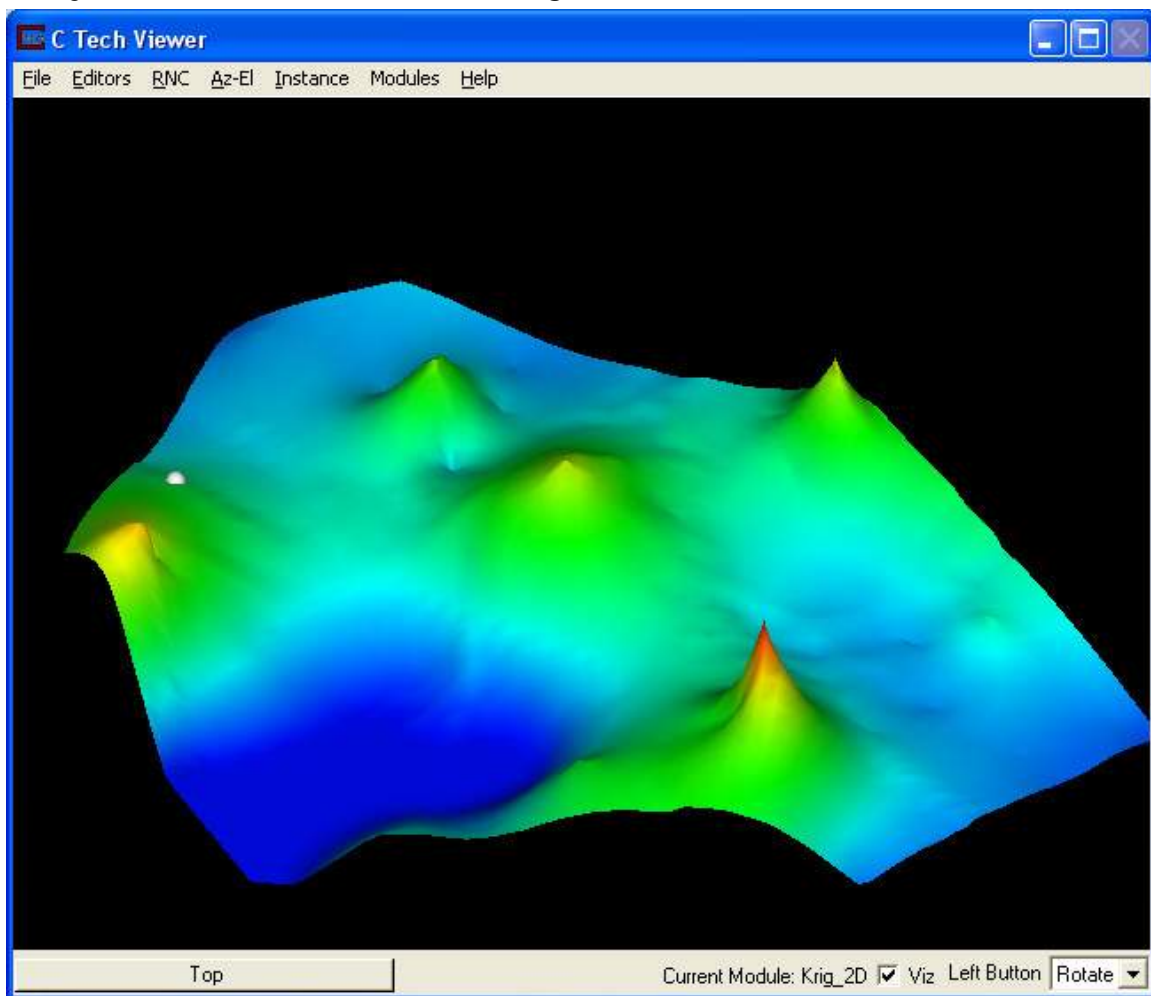 C Tech Viewer
File Editors RNC Az-El Instance Modules Help
Top Current Module: Krig_2D Viz Left Button Rotate